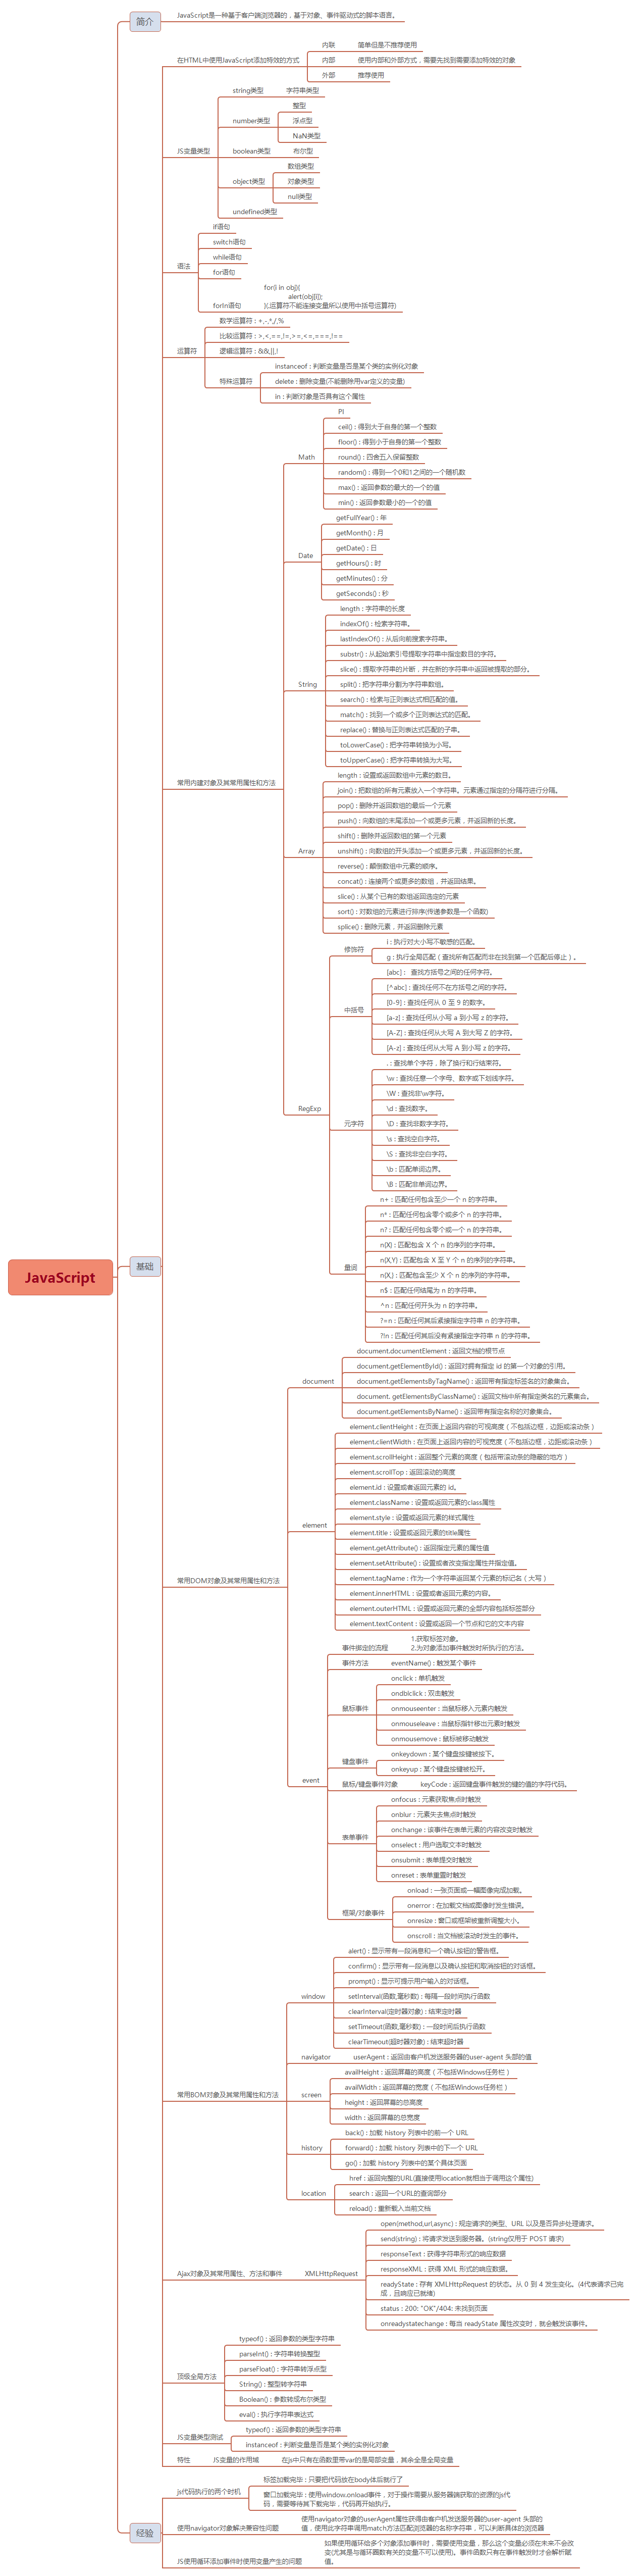 JavaScript
简介
JavaScript是一种基于客户端浏览器的，基于对象、事件驱动式的脚本语言。
基础
在HTML中使用JavaScript添加特效的方式
内联
简单但是不推荐使用
内部
使用内部和外部方式，需要先找到需要添加特效的对象
外部
推荐使用
JS变量类型
string类型
字符串类型
number类型
整型
浮点型
NaN类型
boolean类型
布尔型
object类型
数组类型
对象类型
null类型
undefined类型
语法
if语句
switch语句
while语句
for语句
forIn语句
for(i in obj){
alert(obj[i]);
}(.运算符不能连接变量所以使用中括号运算符)
运算符
数学运算符：+,-,*,/,%
比较运算符：>,<,==,!=,>=,<=,===,!==
逻辑运算符：&&,||,!
特殊运算符
instanceof：判断变量是否是某个类的实例化对象
delete：删除变量(不能删除用var定义的变量)
in：判断对象是否具有这个属性
常用内建对象及其常用属性和方法
Math
PI
ceil()：得到大于自身的第一个整数
floor()：得到小于自身的第一个整数
round()：四舍五入保留整数
random()：得到一个0和1之间的一个随机数
max()：返回参数的最大的一个的值
min()：返回参数最小的一个的值
Date
getFullYear()：年
getMonth()：月
getDate()：日
getHours()：时
getMinutes()：分
getSeconds()：秒
String
length：字符串的长度
indexOf()：检索字符串。
lastIndexOf()：从后向前搜索字符串。
substr()：从起始索引号提取字符串中指定数目的字符。
slice()：提取字符串的片断，并在新的字符串中返回被提取的部分。
split()：把字符串分割为字符串数组。
search()：检索与正则表达式相匹配的值。
match()：找到一个或多个正则表达式的匹配。
replace()：替换与正则表达式匹配的子串。
toLowerCase()：把字符串转换为小写。
toUpperCase()：把字符串转换为大写。
Array
length：设置或返回数组中元素的数目。
join()：把数组的所有元素放入一个字符串。元素通过指定的分隔符进行分隔。
pop()：删除并返回数组的最后一个元素
push()：向数组的末尾添加一个或更多元素，并返回新的长度。
shift()：删除并返回数组的第一个元素
unshift()：向数组的开头添加一个或更多元素，并返回新的长度。
reverse()：颠倒数组中元素的顺序。
concat()：连接两个或更多的数组，并返回结果。
slice()：从某个已有的数组返回选定的元素
sort()：对数组的元素进行排序(传递参数是一个函数)
splice()：删除元素，并返回删除元素
RegExp
修饰符
i：执行对大小写不敏感的匹配。
g：执行全局匹配（查找所有匹配而非在找到第一个匹配后停止）。
中括号
[abc]： 查找方括号之间的任何字符。
[^abc]：查找任何不在方括号之间的字符。
[0-9]：查找任何从 0 至 9 的数字。
[a-z]：查找任何从小写 a 到小写 z 的字符。
[A-Z]：查找任何从大写 A 到大写 Z 的字符。
[A-z]：查找任何从大写 A 到小写 z 的字符。
元字符
.：查找单个字符，除了换行和行结束符。
\w：查找任意一个字母、数字或下划线字符。
\W：查找非\w字符。
\d：查找数字。
\D：查找非数字字符。
\s：查找空白字符。
\S：查找非空白字符。
\b：匹配单词边界。
\B：匹配非单词边界。
量词
n+：匹配任何包含至少一个 n 的字符串。
n*：匹配任何包含零个或多个 n 的字符串。
n?：匹配任何包含零个或一个 n 的字符串。
n{X}：匹配包含 X 个 n 的序列的字符串。
n{X,Y}：匹配包含 X 至 Y 个 n 的序列的字符串。
n{X,}：匹配包含至少 X 个 n 的序列的字符串。
n$：匹配任何结尾为 n 的字符串。
^n：匹配任何开头为 n 的字符串。
?=n：匹配任何其后紧接指定字符串 n 的字符串。
?!n：匹配任何其后没有紧接指定字符串 n 的字符串。
常用DOM对象及其常用属性和方法
document
document.documentElement：返回文档的根节点
document.getElementById()：返回对拥有指定 id 的第一个对象的引用。
document.getElementsByTagName()：返回带有指定标签名的对象集合。
document. getElementsByClassName()：返回文档中所有指定类名的元素集合。
document.getElementsByName()：返回带有指定名称的对象集合。
element
element.clientHeight：在页面上返回内容的可视高度（不包括边框，边距或滚动条）
element.clientWidth：在页面上返回内容的可视宽度（不包括边框，边距或滚动条）
element.scrollHeight：返回整个元素的高度（包括带滚动条的隐蔽的地方）
element.scrollTop：返回滚动的高度
element.id：设置或者返回元素的 id。
element.className：设置或返回元素的class属性
element.style：设置或返回元素的样式属性
element.title：设置或返回元素的title属性
element.getAttribute()：返回指定元素的属性值
element.setAttribute()：设置或者改变指定属性并指定值。
element.tagName：作为一个字符串返回某个元素的标记名（大写）
element.innerHTML：设置或者返回元素的内容。
element.outerHTML：设置或返回元素的全部内容包括标签部分
element.textContent：设置或返回一个节点和它的文本内容
event
事件绑定的流程
1.获取标签对象。
2.为对象添加事件触发时所执行的方法。
事件方法
eventName()：触发某个事件
鼠标事件
onclick：单机触发
ondblclick：双击触发
onmouseenter：当鼠标移入元素内触发
onmouseleave：当鼠标指针移出元素时触发
onmousemove：鼠标被移动触发
键盘事件
onkeydown：某个键盘按键被按下。
onkeyup：某个键盘按键被松开。
鼠标/键盘事件对象
keyCode：返回键盘事件触发的键的值的字符代码。
表单事件
onfocus：元素获取焦点时触发
onblur：元素失去焦点时触发
onchange：该事件在表单元素的内容改变时触发
onselect：用户选取文本时触发
onsubmit：表单提交时触发
onreset：表单重置时触发
框架/对象事件
onload：一张页面或一幅图像完成加载。
onerror：在加载文档或图像时发生错误。
onresize：窗口或框架被重新调整大小。
onscroll：当文档被滚动时发生的事件。
常用BOM对象及其常用属性和方法
window
alert()：显示带有一段消息和一个确认按钮的警告框。
confirm()：显示带有一段消息以及确认按钮和取消按钮的对话框。
prompt()：显示可提示用户输入的对话框。
setInterval(函数,毫秒数)：每隔一段时间执行函数
clearInterval(定时器对象)：结束定时器
setTimeout(函数,毫秒数)：一段时间后执行函数
clearTimeout(超时器对象)：结束超时器
navigator
userAgent：返回由客户机发送服务器的user-agent 头部的值
screen
availHeight：返回屏幕的高度（不包括Windows任务栏）
availWidth：返回屏幕的宽度（不包括Windows任务栏）
height：返回屏幕的总高度
width：返回屏幕的总宽度
history
back()：加载 history 列表中的前一个 URL
forward()：加载 history 列表中的下一个 URL
go()：加载 history 列表中的某个具体页面
location
href：返回完整的URL(直接使用location就相当于调用这个属性)
search：返回一个URL的查询部分
reload()：重新载入当前文档
Ajax对象及其常用属性、方法和事件
XMLHttpRequest
open(method,url,async)：规定请求的类型、URL 以及是否异步处理请求。
send(string)：将请求发送到服务器。(string仅用于 POST 请求)
responseText：获得字符串形式的响应数据
responseXML：获得 XML 形式的响应数据。
readyState：存有 XMLHttpRequest 的状态。从 0 到 4 发生变化。(4代表请求已完
成，且响应已就绪)
status：200: "OK"/404: 未找到页面
onreadystatechange：每当 readyState 属性改变时，就会触发该事件。
顶级全局方法
typeof()：返回参数的类型字符串
parseInt()：字符串转换整型
parseFloat()：字符串转浮点型
String()：整型转字符串
Boolean()：参数转成布尔类型
eval()：执行字符串表达式
JS变量类型测试
typeof()：返回参数的类型字符串
instanceof：判断变量是否是某个类的实例化对象
特性
JS变量的作用域
在js中只有在函数里带var的是局部变量，其余全是全局变量
经验
js代码执行的两个时机
标签加载完毕：只要把代码放在body体后就行了
窗口加载完毕：使用window.onload事件，对于操作需要从服务器端获取的资源的js代
码，需要等待其下载完毕，代码再开始执行。
使用navigator对象解决兼容性问题
使用navigator对象的userAgent属性获得由客户机发送服务器的user-agent 头部的
值，使用此字符串调用match方法匹配浏览器的名称字符串，可以判断具体的浏览器
JS使用循环添加事件时使用变量产生的问题
如果使用循环给多个对象添加事件时，需要使用变量，那么这个变量必须在未来不会改
变(尤其是与循环圈数有关的变量不可以使用)。事件函数只有在事件触发时才会解析赋
值。